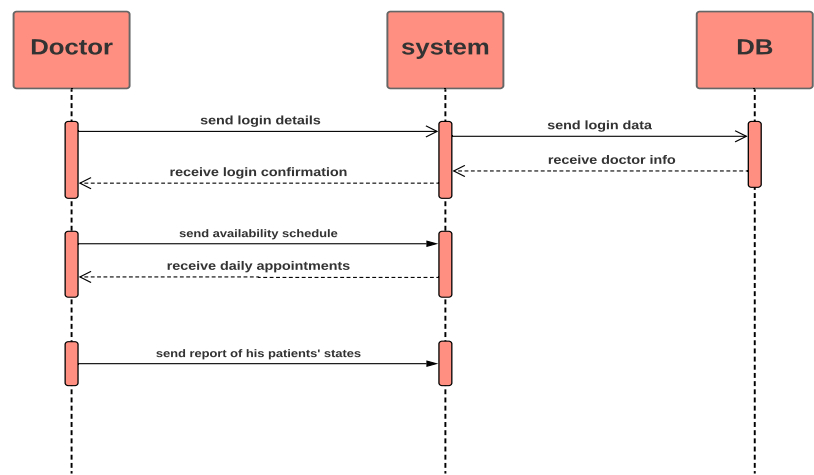 Doctor
system
DB
send login details
send login data
receive doctor info
receive login confirmation
send availability schedule
receive daily appointments
send report of his patients' states